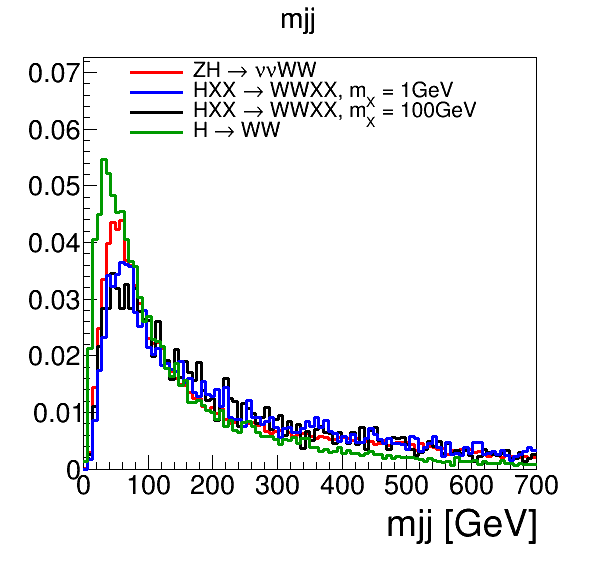 mjj
0.07
0.06
0.05
0.04
0.03
0.02
0.01
0
ZH → ννWW
HXX → WWXX, mX = 1GeV
HXX → WWXX, mX = 100GeV
H → WW
0 100 200 300 400 500 600 700
mjj [GeV]